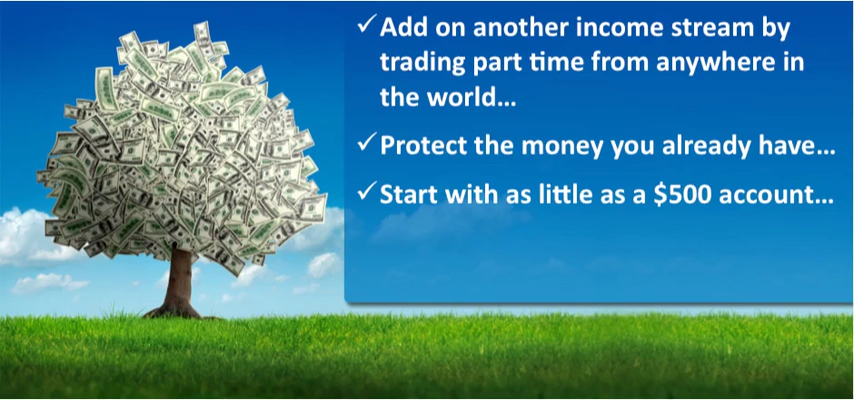 ✓Add on another income stream by
trading part time from anywhere in
the world…
✓Protect the money you already have…
✓Start with as little as a $500 account…